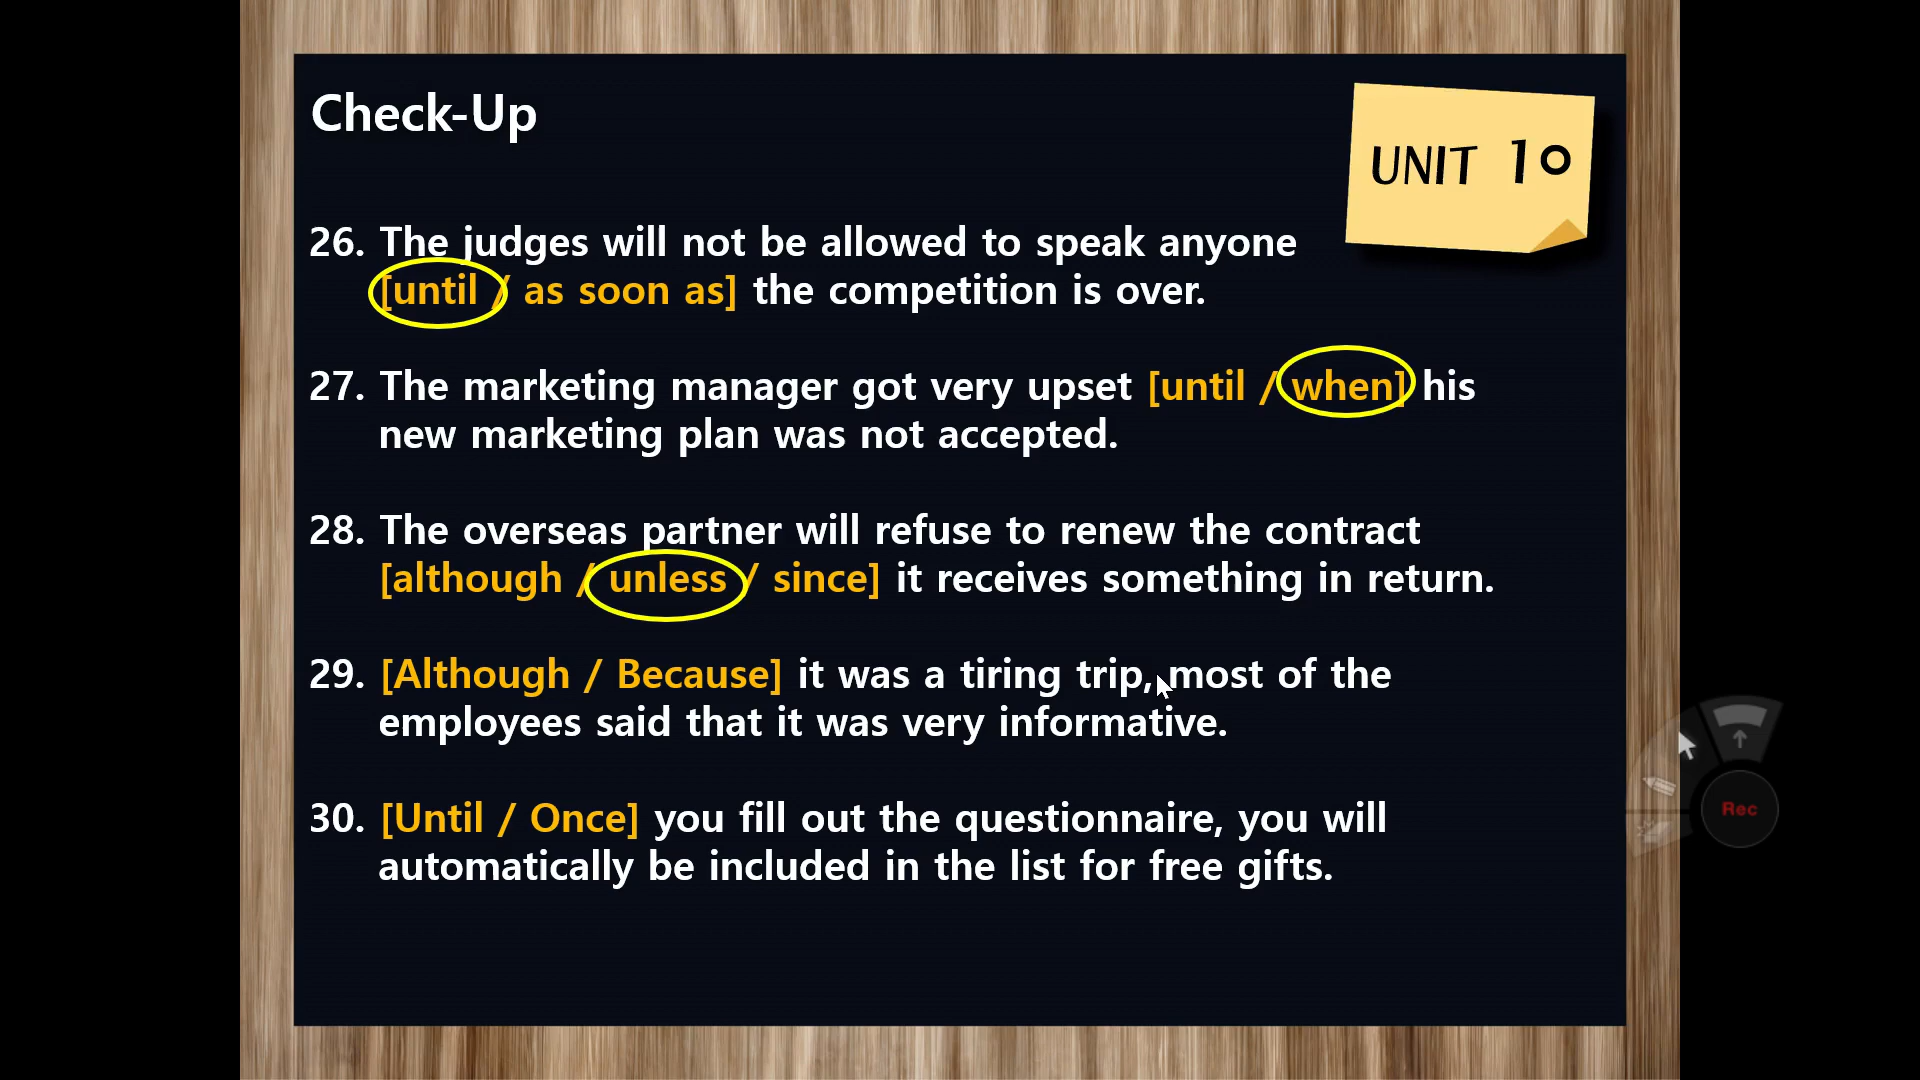 Check-Up
UNIT 10
26. The judges will not be allowed to speak anyone
[until / as soon as] the competition is over.
27. The marketing manager got very upset [until / when] his
new marketing plan was not accepted.
28. The overseas partner will refuse to renew the contract
[although / unless / since] it receives something in return.
29. [Although / Because] it was a tiring trip, most of the
employees said that it was very informative.
30. [Until / Once] you fill out the questionnaire, you will
automatically be included in the list for free gifts.
Rec